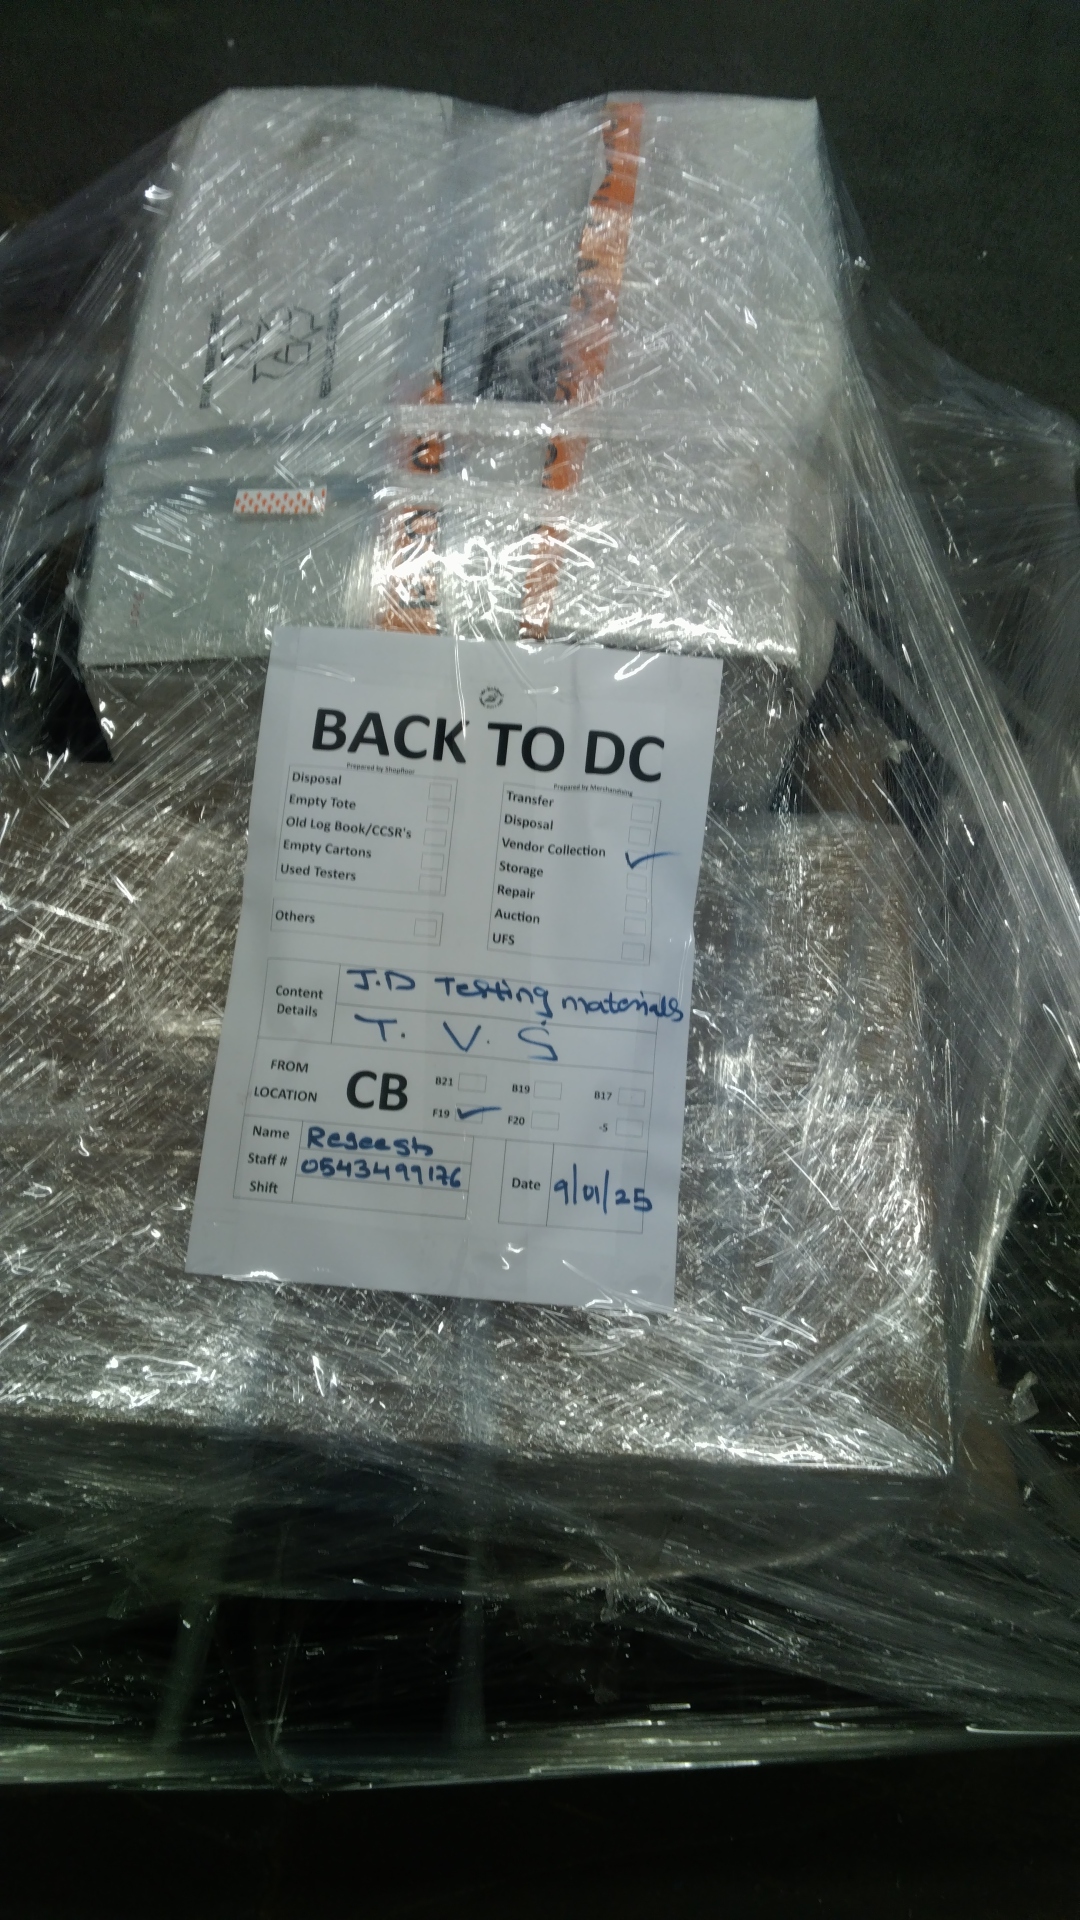 BACK TO DC
Prepared by Shopfloor
Disposal
Empty Tote
Old Log Book/CCSR's
Empty Cartons
Used Testers
Others
Prepared by Merchandising
Transfer
Disposal
Vendor Collection
Storage
Repair
Auction
UFS
Content Details
J.D Testing materials
T. V. S
FROM LOCATION
CB
B21
B19
B17
F19
F20
-5
Name
Rejeesh
Staff #
0543499176
Shift
Date
9/01/25